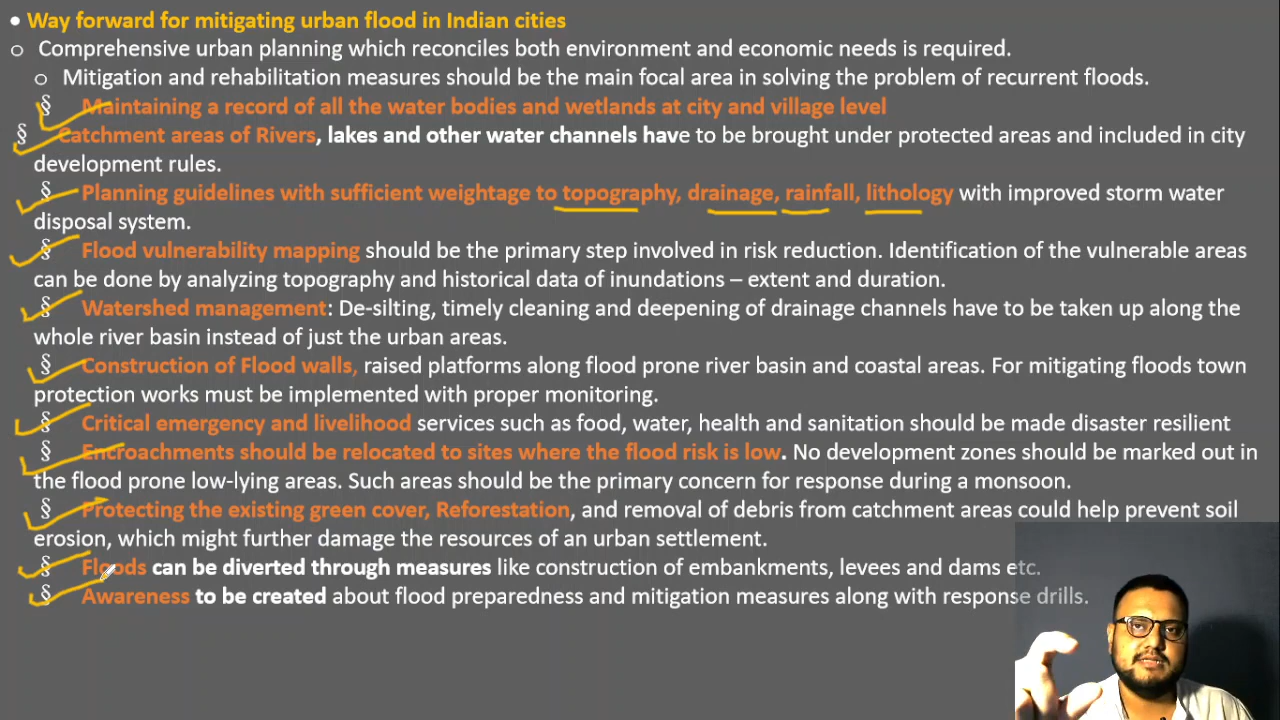 • Way forward for mitigating urban flood in Indian cities
o Comprehensive urban planning which reconciles both environment and economic needs is required.
o Mitigation and rehabilitation measures should be the main focal area in solving the problem of recurrent floods.
§ Maintaining a record of all the water bodies and wetlands at city and village level
§ Catchment areas of Rivers, lakes and other water channels have to be brought under protected areas and included in city
development rules.
§ Planning guidelines with sufficient weightage to topography, drainage, rainfall, lithology with improved storm water
disposal system.
§ Flood vulnerability mapping should be the primary step involved in risk reduction. Identification of the vulnerable areas
can be done by analyzing topography and historical data of inundations – extent and duration.
§ Watershed management: De-silting, timely cleaning and deepening of drainage channels have to be taken up along the
whole river basin instead of just the urban areas.
§ Construction of Flood walls, raised platforms along flood prone river basin and coastal areas. For mitigating floods town
protection works must be implemented with proper monitoring.
§ Critical emergency and livelihood services such as food, water, health and sanitation should be made disaster resilient
§ Encroachments should be relocated to sites where the flood risk is low. No development zones should be marked out in
the flood prone low-lying areas. Such areas should be the primary concern for response during a monsoon.
§ Protecting the existing green cover, Reforestation, and removal of debris from catchment areas could help prevent soil
erosion, which might further damage the resources of an urban settlement.
§ Floods can be diverted through measures like construction of embankments, levees and dams etc.
§ Awareness to be created about flood preparedness and mitigation measures along with response drills.